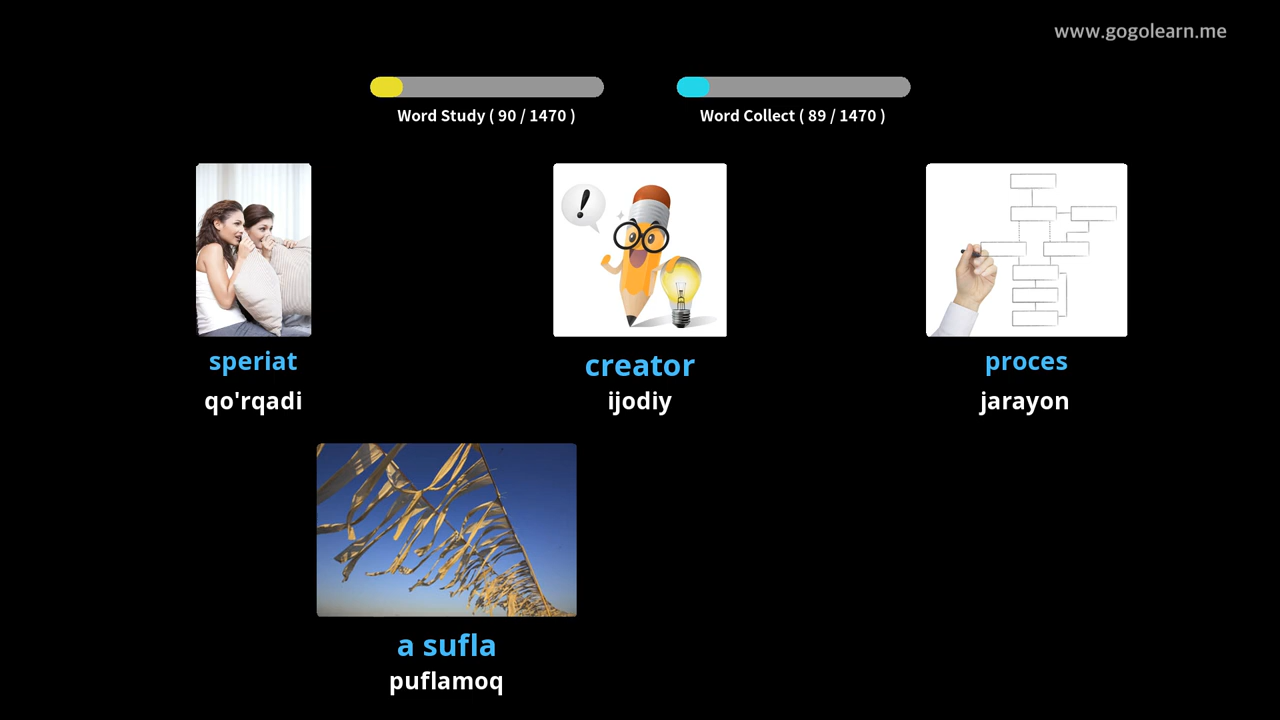 www.gogolearn.me
Word Study ( 90 / 1470 )
Word Collect ( 89 / 1470 )
!
speriat
creator
proces
qo'rqadi
ijodiy
jarayon
a sufla
puflamoq